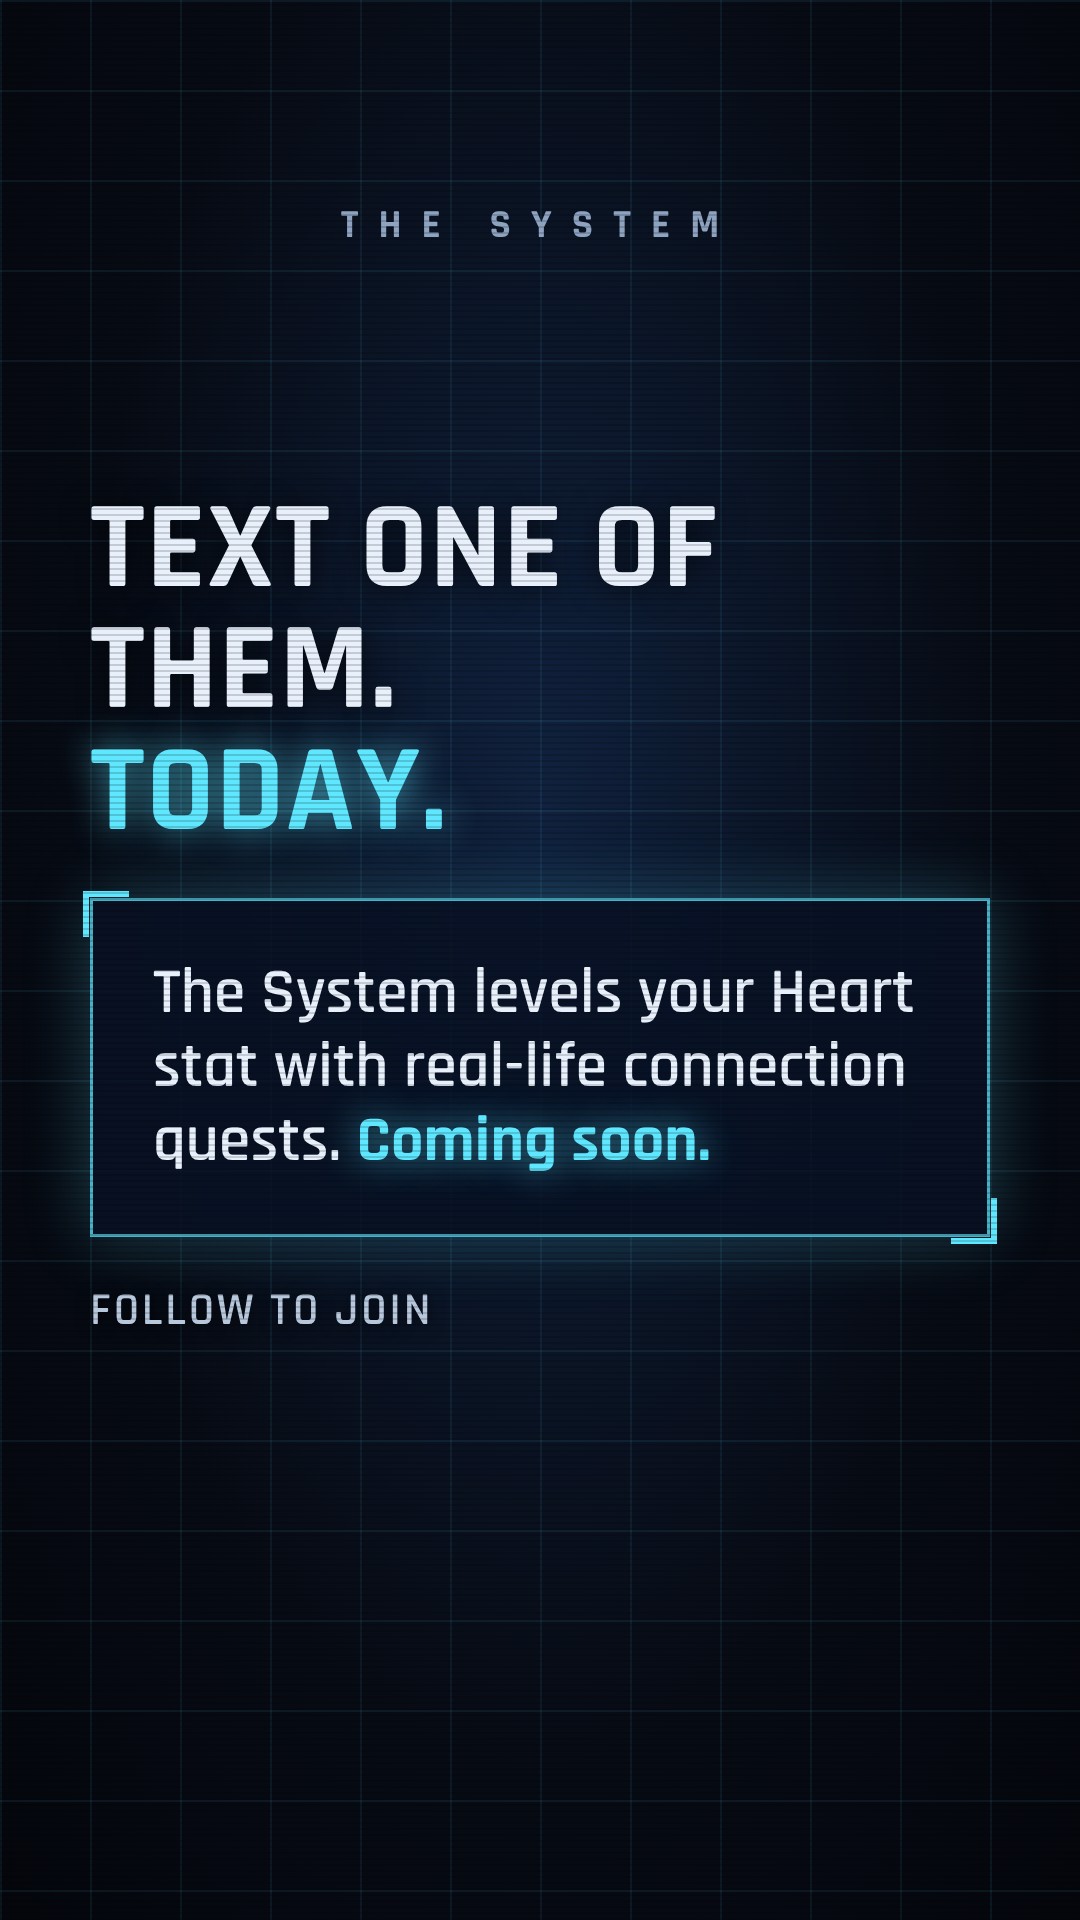 THE SYSTEM
TEXT ONE OF
THEM.
TODAY.
The System levels your Heart
stat with real-life connection
quests. Coming soon.
FOLLOW TO JOIN